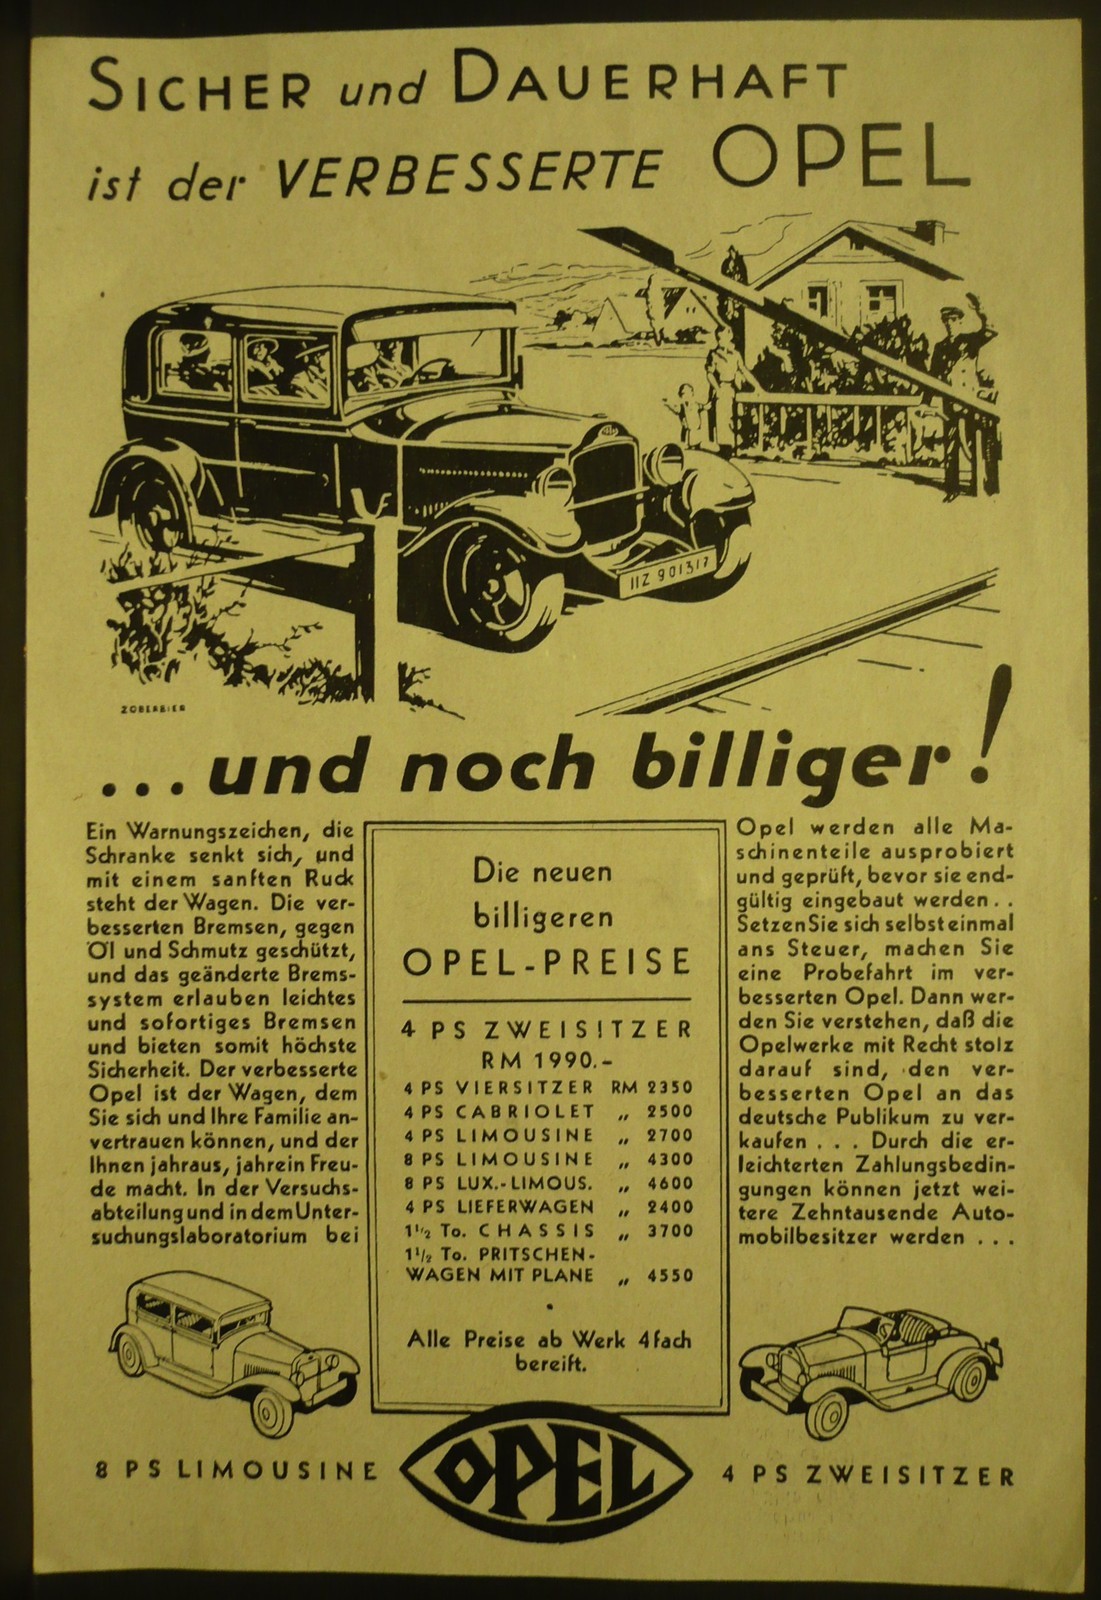 SICHER und DAUERHAFT
ist der VERBESSERTE OPEL
IIZ 901317
ZOBERBIER
... und noch billiger!
Ein Warnungszeichen, die
Schranke senkt sich, und
mit einem sanften Ruck
steht der Wagen. Die ver-
besserten Bremsen, gegen
Öl und Schmutz geschützt,
und das geänderte Brems-
system erlauben leichtes
und sofortiges Bremsen
und bieten somit höchste
Sicherheit. Der verbesserte
Opel ist der Wagen, dem
Sie sich und Ihre Familie an-
vertrauen können, und der
Ihnen jahraus, jahrein Freu-
de macht. In der Versuchs-
abteilung und in dem Unter-
suchungslaboratorium bei
Die neuen
billigeren
OPEL-PREISE
4 PS ZWEISITZER
RM 1990.-
4 PS VIERSITZER RM 2350
4 PS CABRIOLET „ 2500
4 PS LIMOUSINE „ 2700
8 PS LIMOUSINE „ 4300
8 PS LUX.-LIMOUS. „ 4600
4 PS LIEFERWAGEN „ 2400
1 1/2 To. CHASSIS „ 3700
1 1/2 To. PRITSCHEN-
WAGEN MIT PLANE „ 4550
Alle Preise ab Werk 4fach
bereift.
Opel werden alle Ma-
schinenteile ausprobiert
und geprüft, bevor sie end-
gültig eingebaut werden..
Setzen Sie sich selbst einmal
ans Steuer, machen Sie
eine Probefahrt im ver-
besserten Opel. Dann wer-
den Sie verstehen, daß die
Opelwerke mit Recht stolz
darauf sind, den ver-
besserten Opel an das
deutsche Publikum zu ver-
kaufen ... Durch die er-
leichterten Zahlungsbedin-
gungen können jetzt wei-
tere Zehntausende Auto-
mobilbesitzer werden ...
8 PS LIMOUSINE
OPEL
4 PS ZWEISITZER